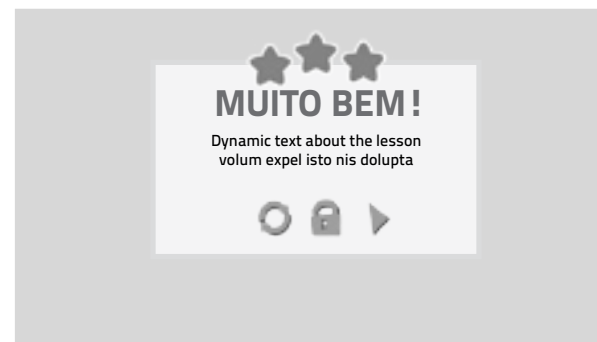 MUITO BEM!
Dynamic text about the lesson
volum expel isto nis dolupta